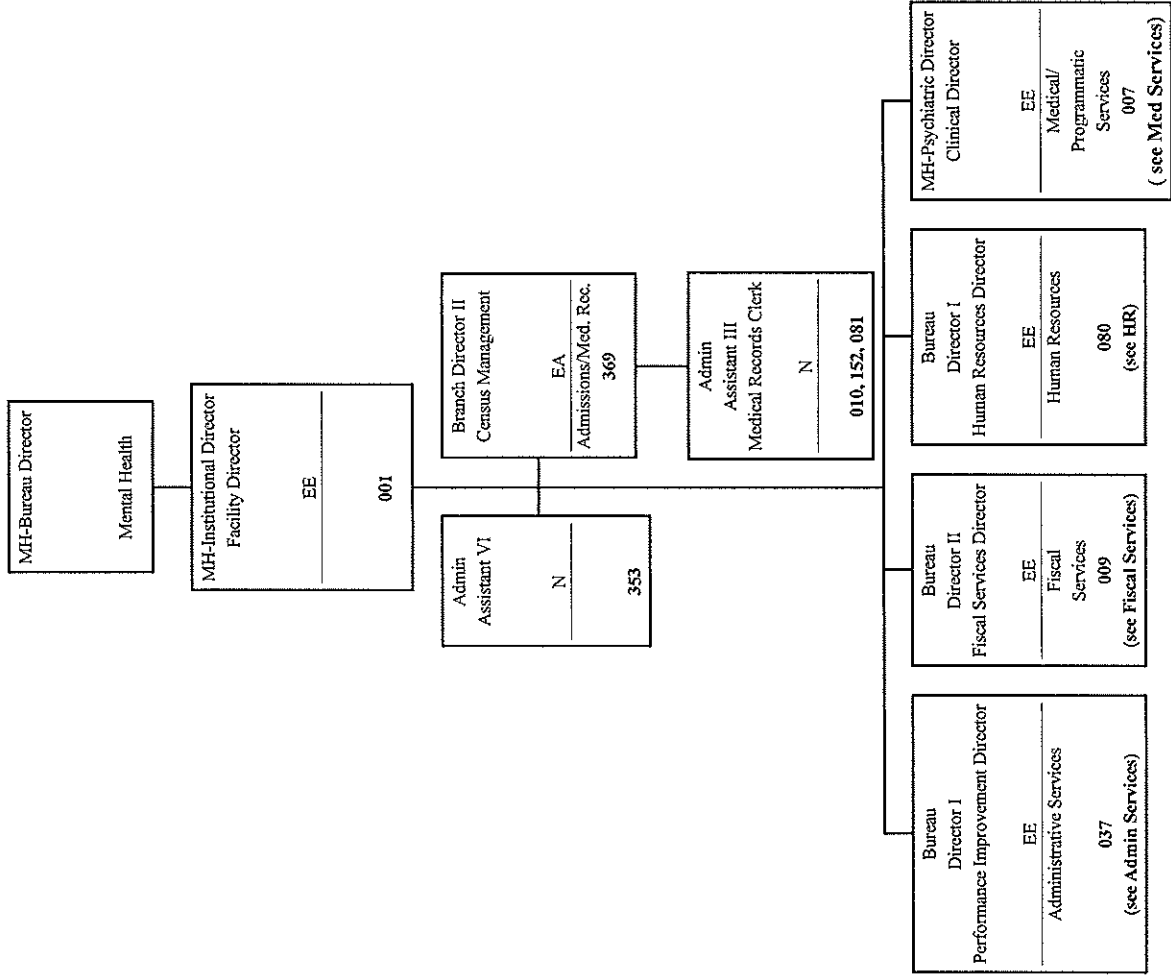 MH-Bureau Director
Mental Health
MH-Institutional Director
Facility Director
EE
001
Admin
Assistant VI
N
353
Branch Director II
Census Management
EA
Admissions/Med. Rec.
369
Admin
Assistant III
Medical Records Clerk
N
010, 152, 081
Bureau
Director I
Performance Improvement Director
EE
Administrative Services
037
(see Admin Services)
Bureau
Director II
Fiscal Services Director
EE
Fiscal
Services
009
(see Fiscal Services)
Bureau
Director I
Human Resources Director
EE
Human Resources
080
(see HR)
MH-Psychiatric Director
Clinical Director
EE
Medical/
Programmatic
Services
007
( see Med Services)